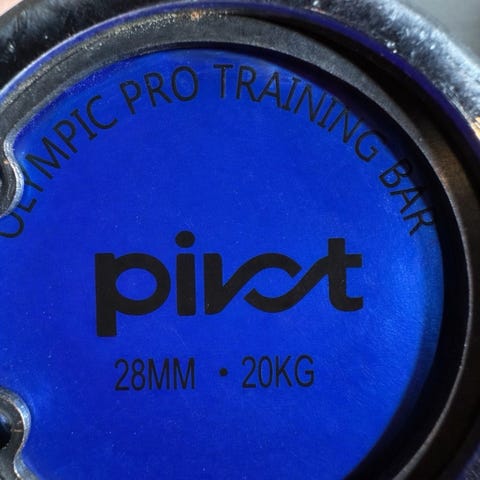 OLYMPIC PRO TRAINING BAR
pivot
28MM · 20KG